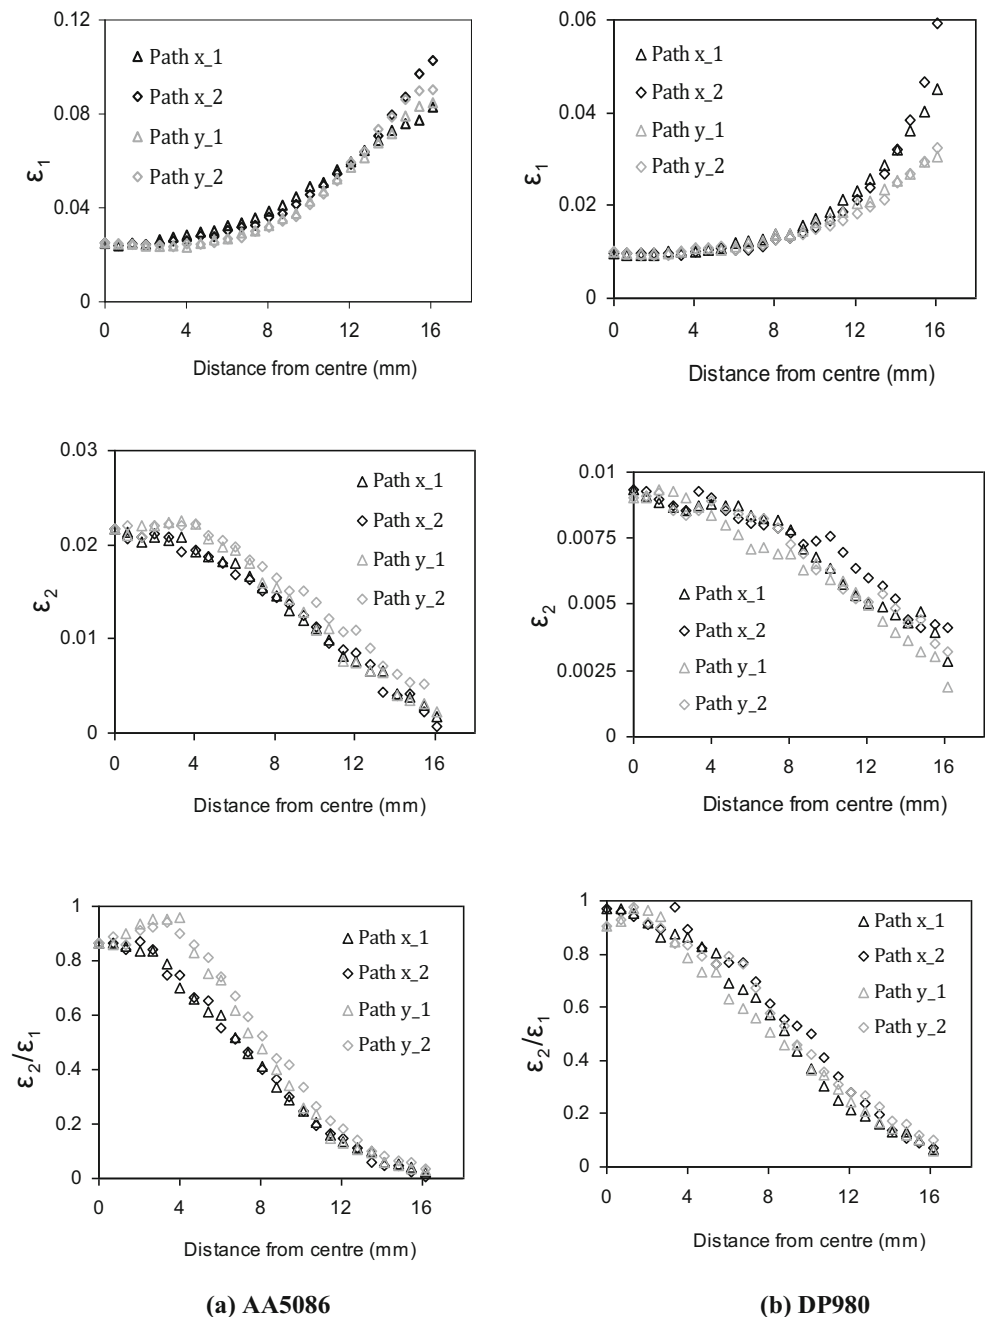 0.12
0.08
0.04
0
ε1
Path x_1
Path x_2
Path y_1
Path y_2
0 4 8 12 16
Distance from centre (mm)
0.06
0.04
0.02
0
ε1
Path x_1
Path x_2
Path y_1
Path y_2
0 4 8 12 16
Distance from centre (mm)
0.03
0.02
0.01
0
ε2
Path x_1
Path x_2
Path y_1
Path y_2
0 4 8 12 16
Distance from centre (mm)
0.01
0.0075
0.005
0.0025
0
ε2
Path x_1
Path x_2
Path y_1
Path y_2
0 4 8 12 16
Distance from centre (mm)
1
0.8
0.6
0.4
0.2
0
ε2/ε1
Path x_1
Path x_2
Path y_1
Path y_2
0 4 8 12 16
Distance from centre (mm)
1
0.8
0.6
0.4
0.2
0
ε2/ε1
Path x_1
Path x_2
Path y_1
Path y_2
0 4 8 12 16
Distance from centre (mm)
(a) AA5086
(b) DP980